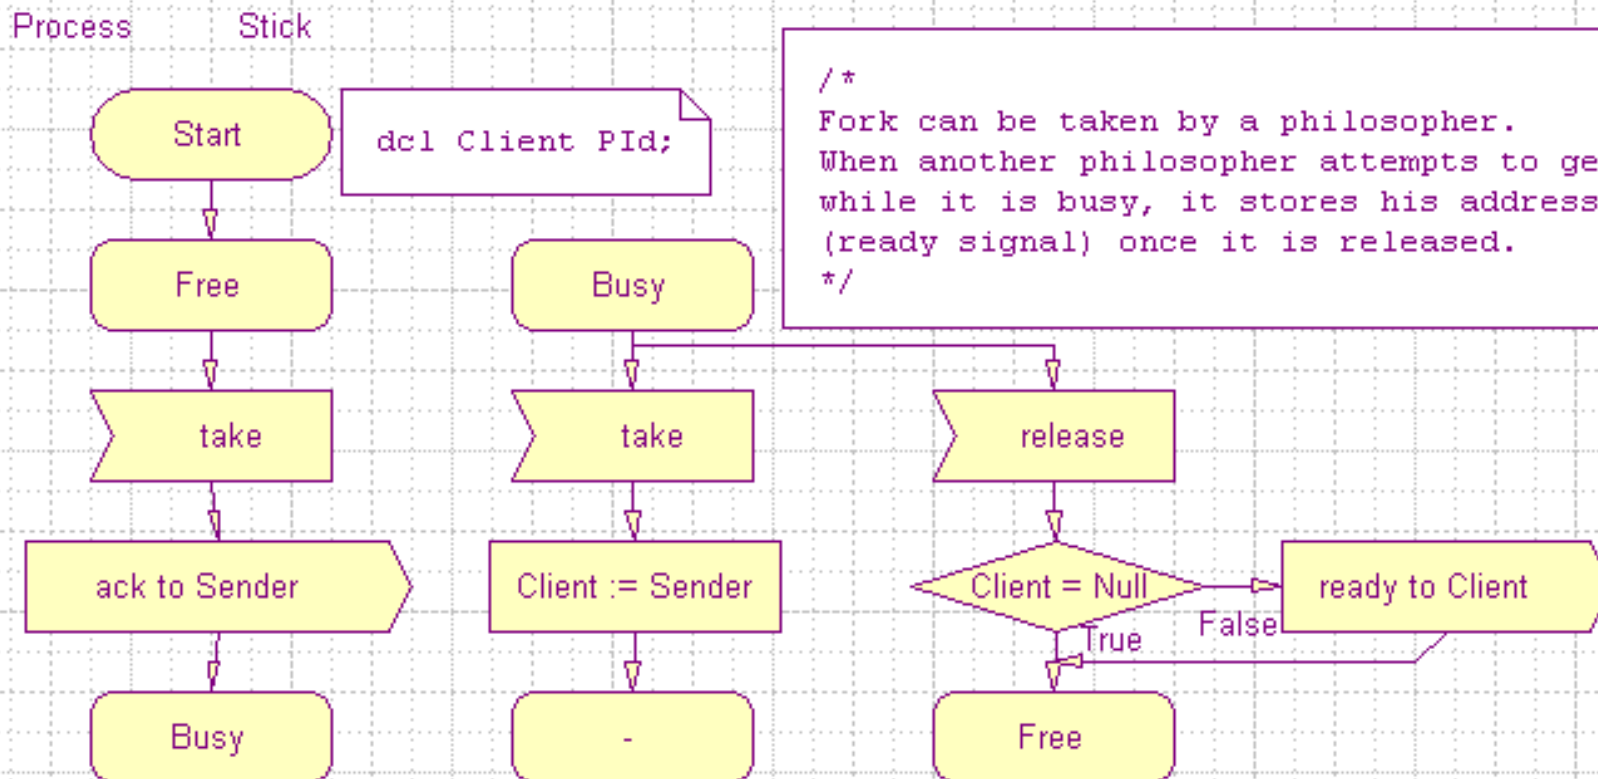 Process Stick
Start
dcl Client PId;
/*
Fork can be taken by a philosopher.
When another philosopher attempts to ge
while it is busy, it stores his address
(ready signal) once it is released.
*/
Free
Busy
take
take
release
ack to Sender
Client := Sender
Client = Null
ready to Client
True
False
Busy
-
Free